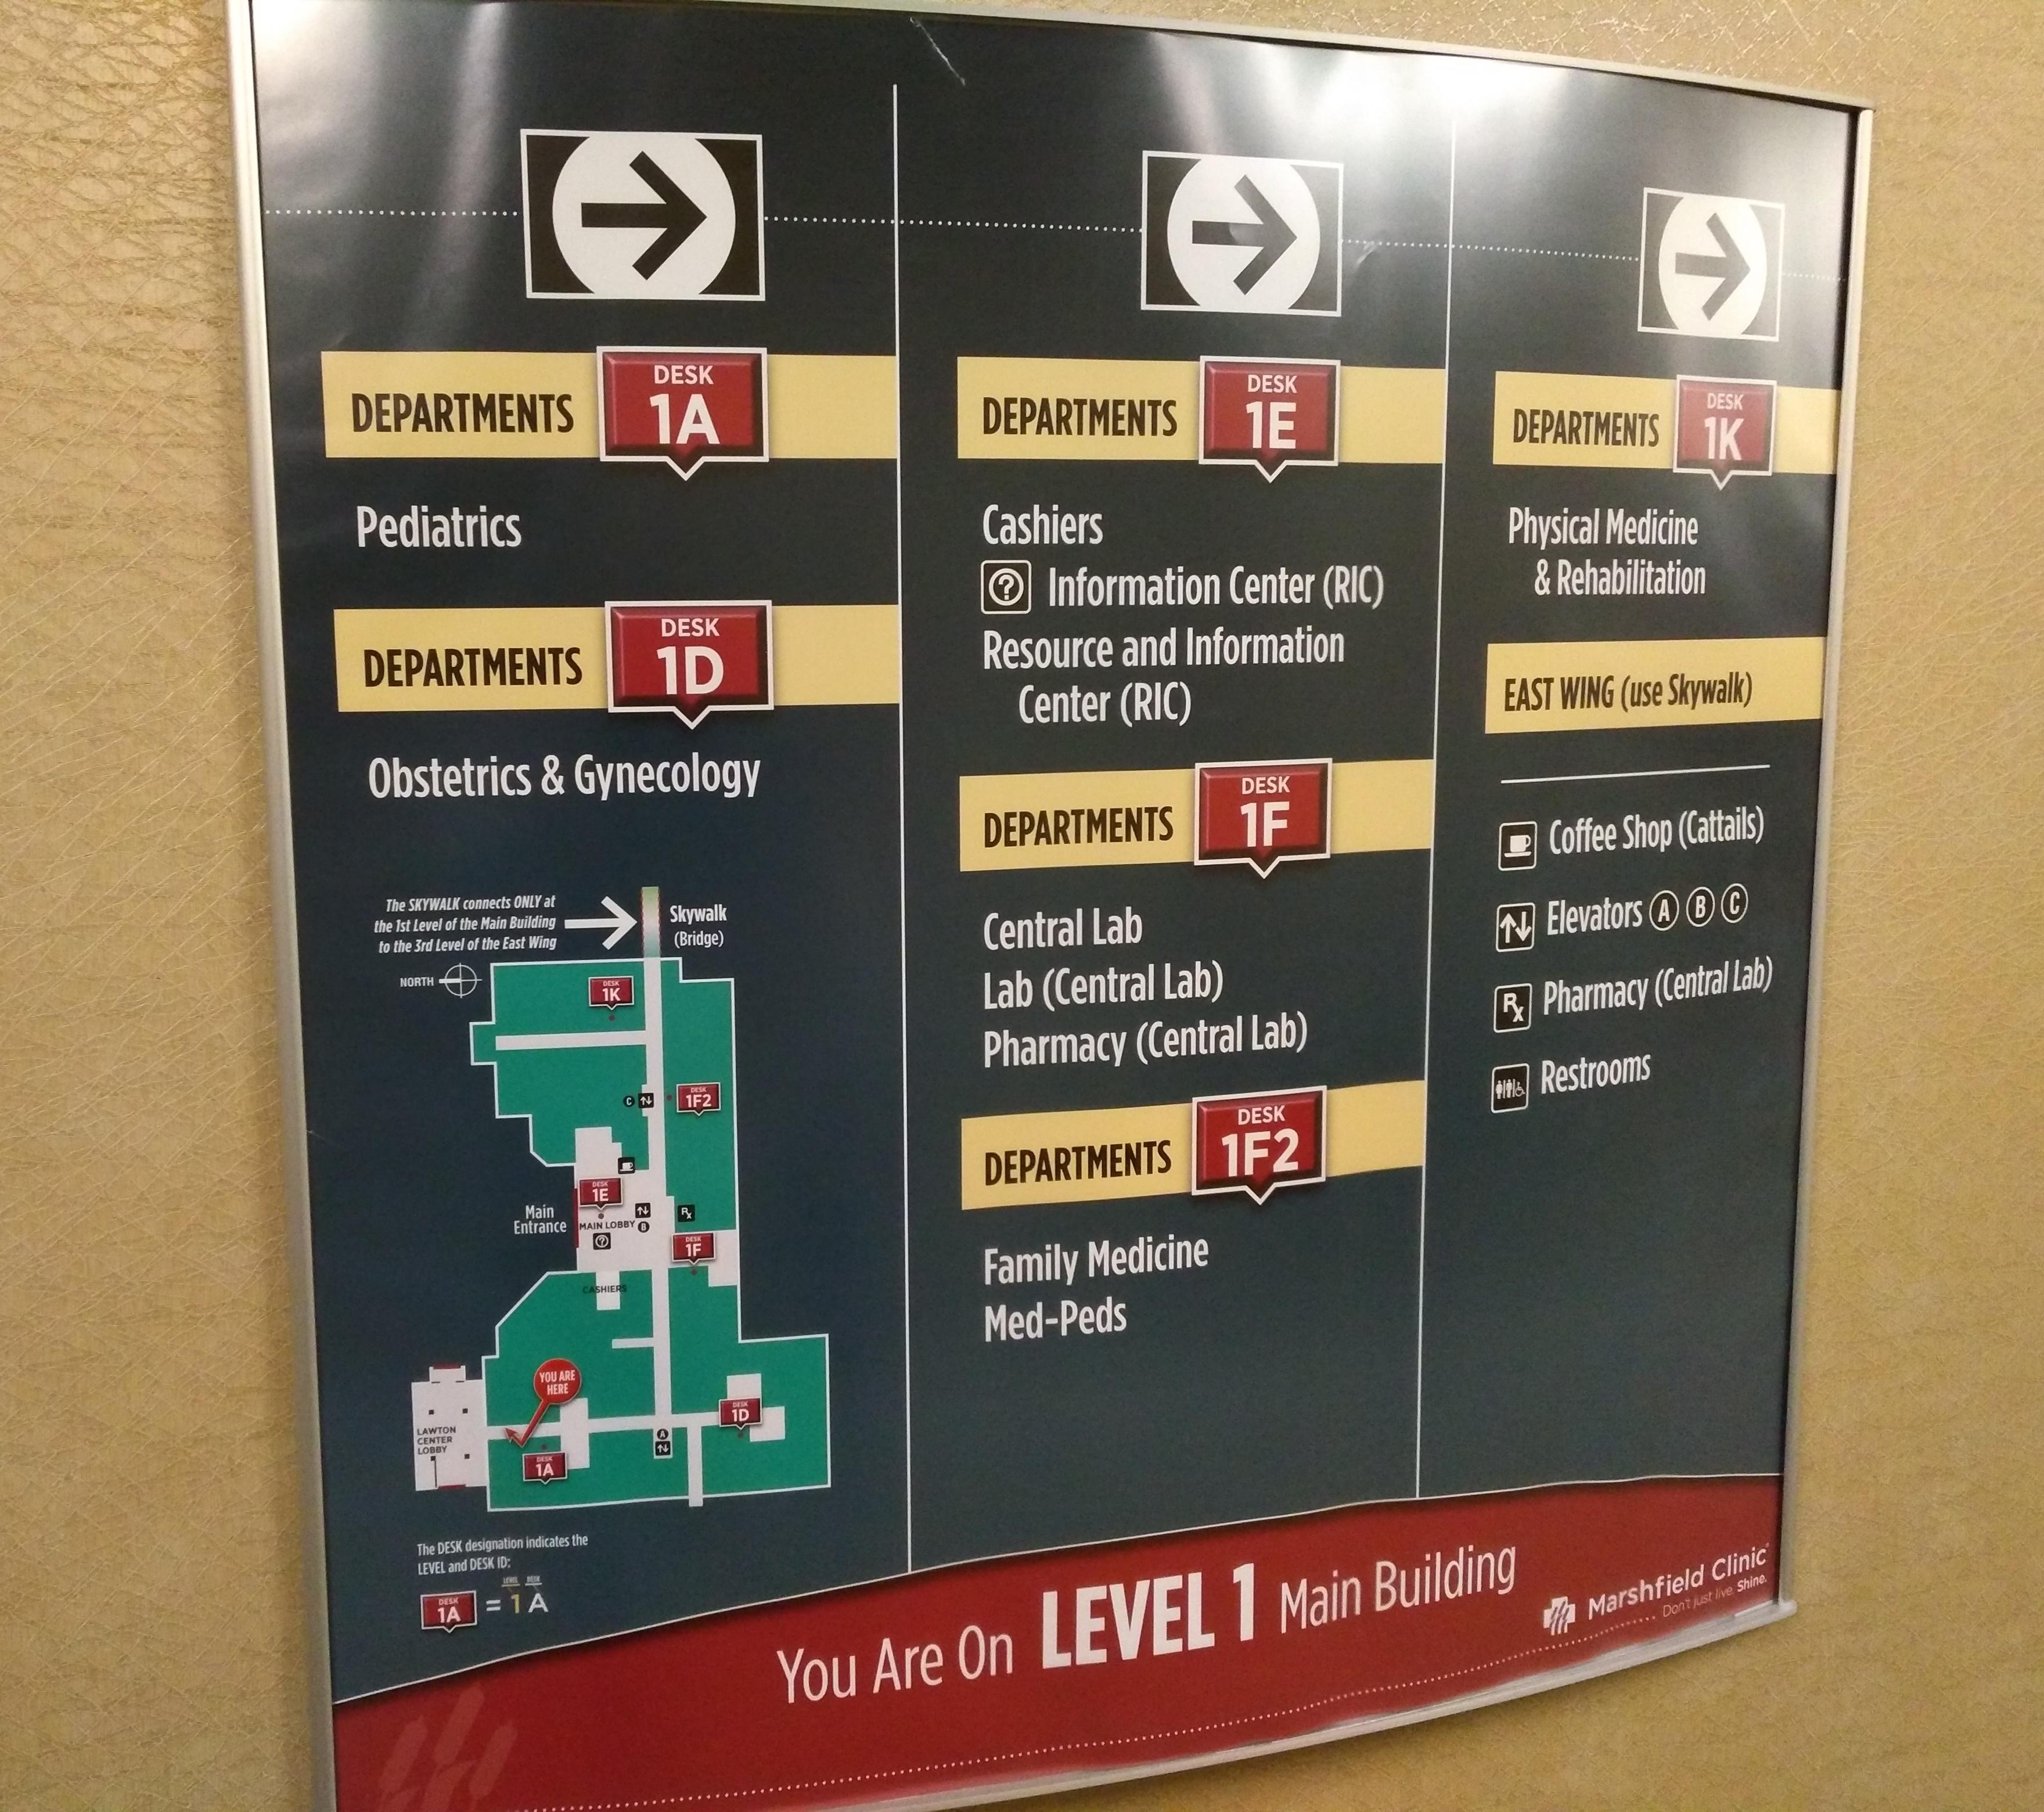 DEPARTMENTS DESK 1A
Pediatrics
DEPARTMENTS DESK 1D
Obstetrics & Gynecology
The SKYWALK connects ONLY at
the 1st Level of the Main Building
to the 3rd Level of the East Wing
Skywalk
(Bridge)
NORTH
DESK 1K
C
DESK 1F2
DESK 1E
Main
Entrance
MAIN LOBBY
B
Rx
?
DESK 1F
CASHIERS
YOU ARE
HERE
LAWTON
CENTER
LOBBY
DESK 1D
A
DESK 1A
The DESK designation indicates the
LEVEL and DESK ID:
LEVEL DESK
DESK 1A = 1 A
DEPARTMENTS DESK 1E
Cashiers
? Information Center (RIC)
Resource and Information
Center (RIC)
DEPARTMENTS DESK 1F
Central Lab
Lab (Central Lab)
Pharmacy (Central Lab)
DEPARTMENTS DESK 1F2
Family Medicine
Med-Peds
DEPARTMENTS DESK 1K
Physical Medicine
& Rehabilitation
EAST WING (use Skywalk)
Coffee Shop (Cattails)
Elevators A B C
Rx Pharmacy (Central Lab)
Restrooms
You Are On LEVEL 1 Main Building
Marshfield Clinic®
Don't just live. Shine.